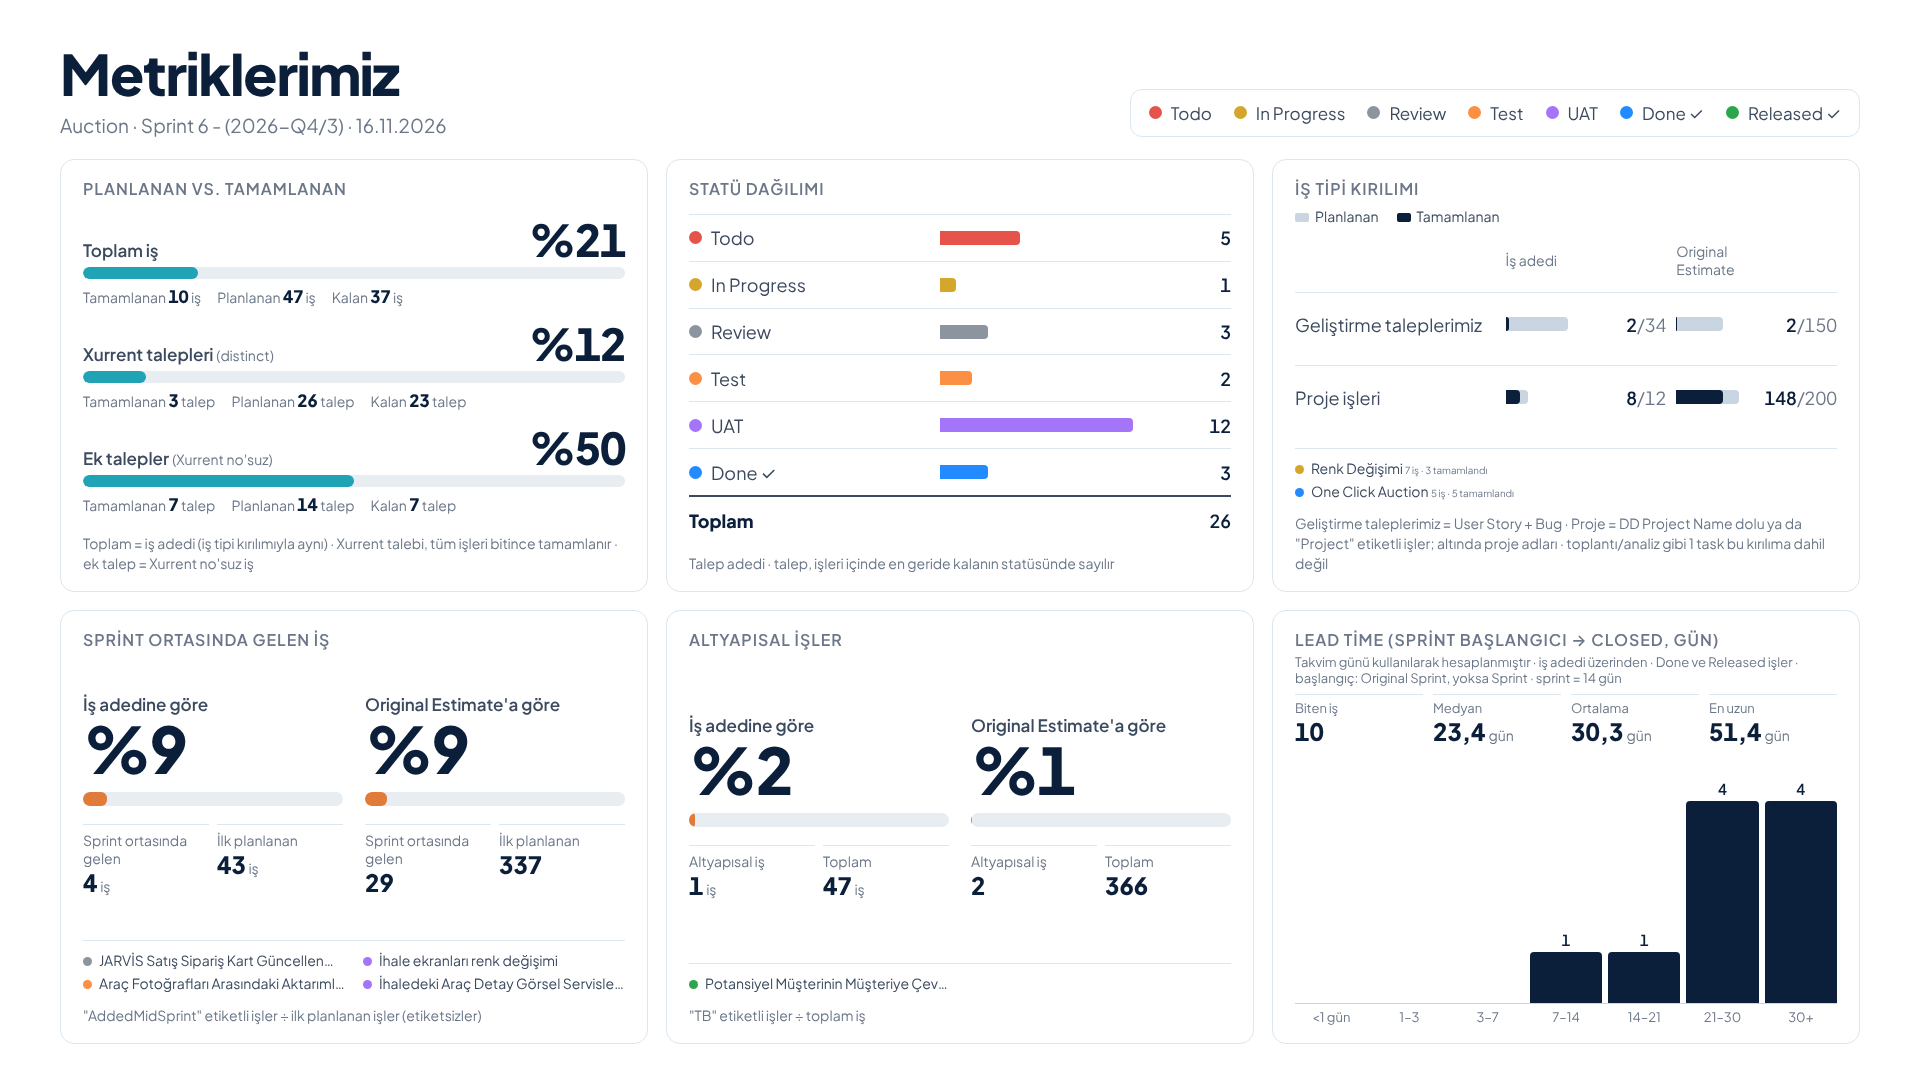 Metriklerimiz
Auction · Sprint 6 - (2026–Q4/3) · 16.11.2026
Todo In Progress Review Test UAT Done ✓ Released ✓
PLANLANAN VS. TAMAMLANAN
Toplam iş %21
Tamamlanan 10 iş Planlanan 47 iş Kalan 37 iş
Xurrent talepleri (distinct) %12
Tamamlanan 3 talep Planlanan 26 talep Kalan 23 talep
Ek talepler (Xurrent no'suz) %50
Tamamlanan 7 talep Planlanan 14 talep Kalan 7 talep
Toplam = iş adedi (iş tipi kırılımıyla aynı) · Xurrent talebi, tüm işleri bitince tamamlanır ·
ek talep = Xurrent no'suz iş
STATÜ DAĞILIMI
Todo 5
In Progress 1
Review 3
Test 2
UAT 12
Done ✓ 3
Toplam 26
Talep adedi · talep, işleri içinde en geride kalanın statüsünde sayılır
İŞ TİPİ KIRILIMI
Planlanan Tamamlanan
İş adedi Original
Estimate
Geliştirme taleplerimiz 2/34 2/150
Proje işleri 8/12 148/200
Renk Değişimi 7 iş · 3 tamamlandı
One Click Auction 5 iş · 5 tamamlandı
Geliştirme taleplerimiz = User Story + Bug · Proje = DD Project Name dolu ya da
"Project" etiketli işler; altında proje adları · toplantı/analiz gibi 1 task bu kırılıma dahil
değil
SPRİNT ORTASINDA GELEN İŞ
İş adedine göre Original Estimate'a göre
%9 %9
Sprint ortasında İlk planlanan Sprint ortasında İlk planlanan
gelen 43 iş gelen 337
4 iş 29
JARVİS Satış Sipariş Kart Güncellen… İhale ekranları renk değişimi
Araç Fotoğrafları Arasındaki Aktarıml… İhaledeki Araç Detay Görsel Servisle…
"AddedMidSprint" etiketli işler ÷ ilk planlanan işler (etiketsizler)
ALTYAPISAL İŞLER
İş adedine göre Original Estimate'a göre
%2 %1
Altyapısal iş Toplam Altyapısal iş Toplam
1 iş 47 iş 2 366
Potansiyel Müşterinin Müşteriye Çev…
"TB" etiketli işler ÷ toplam iş
LEAD TİME (SPRİNT BAŞLANGICI → CLOSED, GÜN)
Takvim günü kullanılarak hesaplanmıştır · iş adedi üzerinden · Done ve Released işler ·
başlangıç: Original Sprint, yoksa Sprint · sprint = 14 gün
Biten iş Medyan Ortalama En uzun
10 23,4 gün 30,3 gün 51,4 gün
1 1 4 4
<1 gün 1–3 3–7 7–14 14–21 21–30 30+